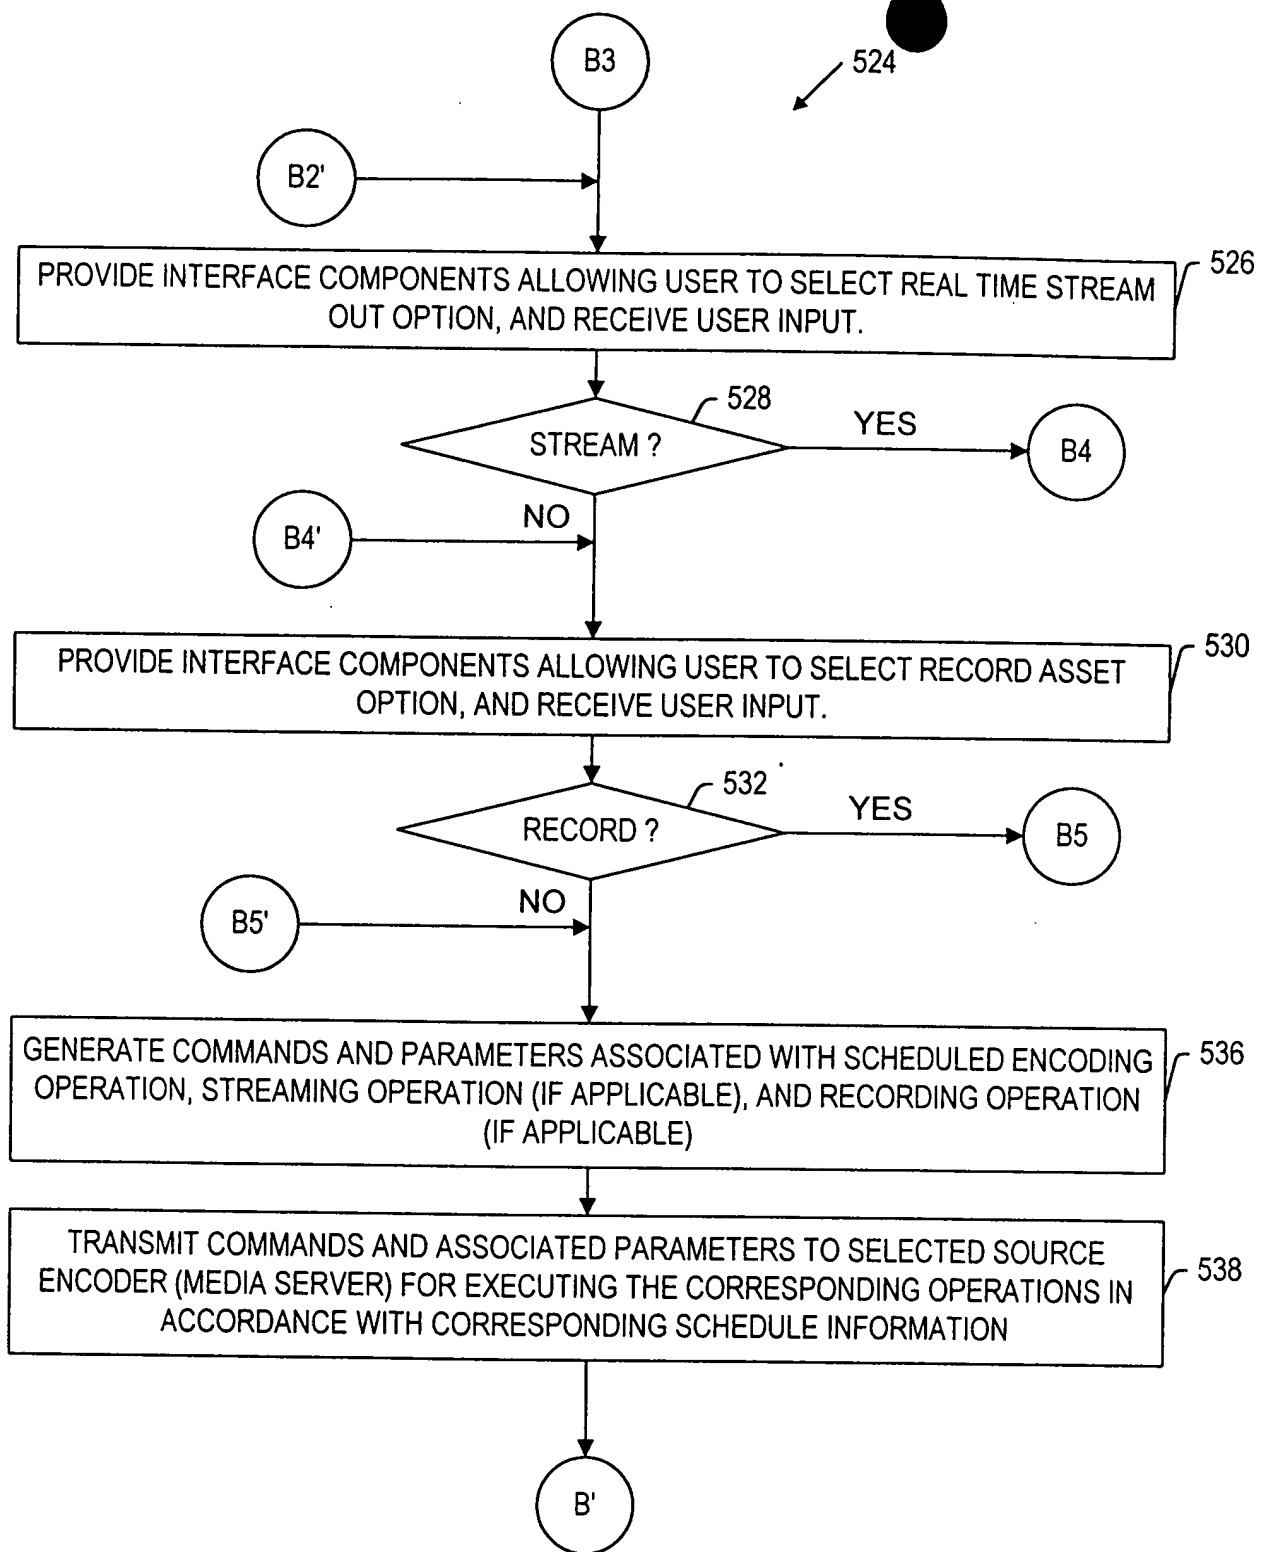 B3
524
B2'
526
PROVIDE INTERFACE COMPONENTS ALLOWING USER TO SELECT REAL TIME STREAM
OUT OPTION, AND RECEIVE USER INPUT.
528
STREAM ?
YES
B4
NO
B4'
530
PROVIDE INTERFACE COMPONENTS ALLOWING USER TO SELECT RECORD ASSET
OPTION, AND RECEIVE USER INPUT.
532
RECORD ?
YES
B5
NO
B5'
536
GENERATE COMMANDS AND PARAMETERS ASSOCIATED WITH SCHEDULED ENCODING
OPERATION, STREAMING OPERATION (IF APPLICABLE), AND RECORDING OPERATION
(IF APPLICABLE)
TRANSMIT COMMANDS AND ASSOCIATED PARAMETERS TO SELECTED SOURCE
ENCODER (MEDIA SERVER) FOR EXECUTING THE CORRESPONDING OPERATIONS IN
ACCORDANCE WITH CORRESPONDING SCHEDULE INFORMATION
538
B'